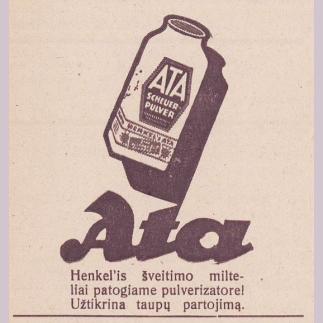 ATA
SCHEUER-
PULVER
Ata
Henkel'is šveitimo milte-
liai patogiame pulverizatore!
Užtikrina taupų partojimą.